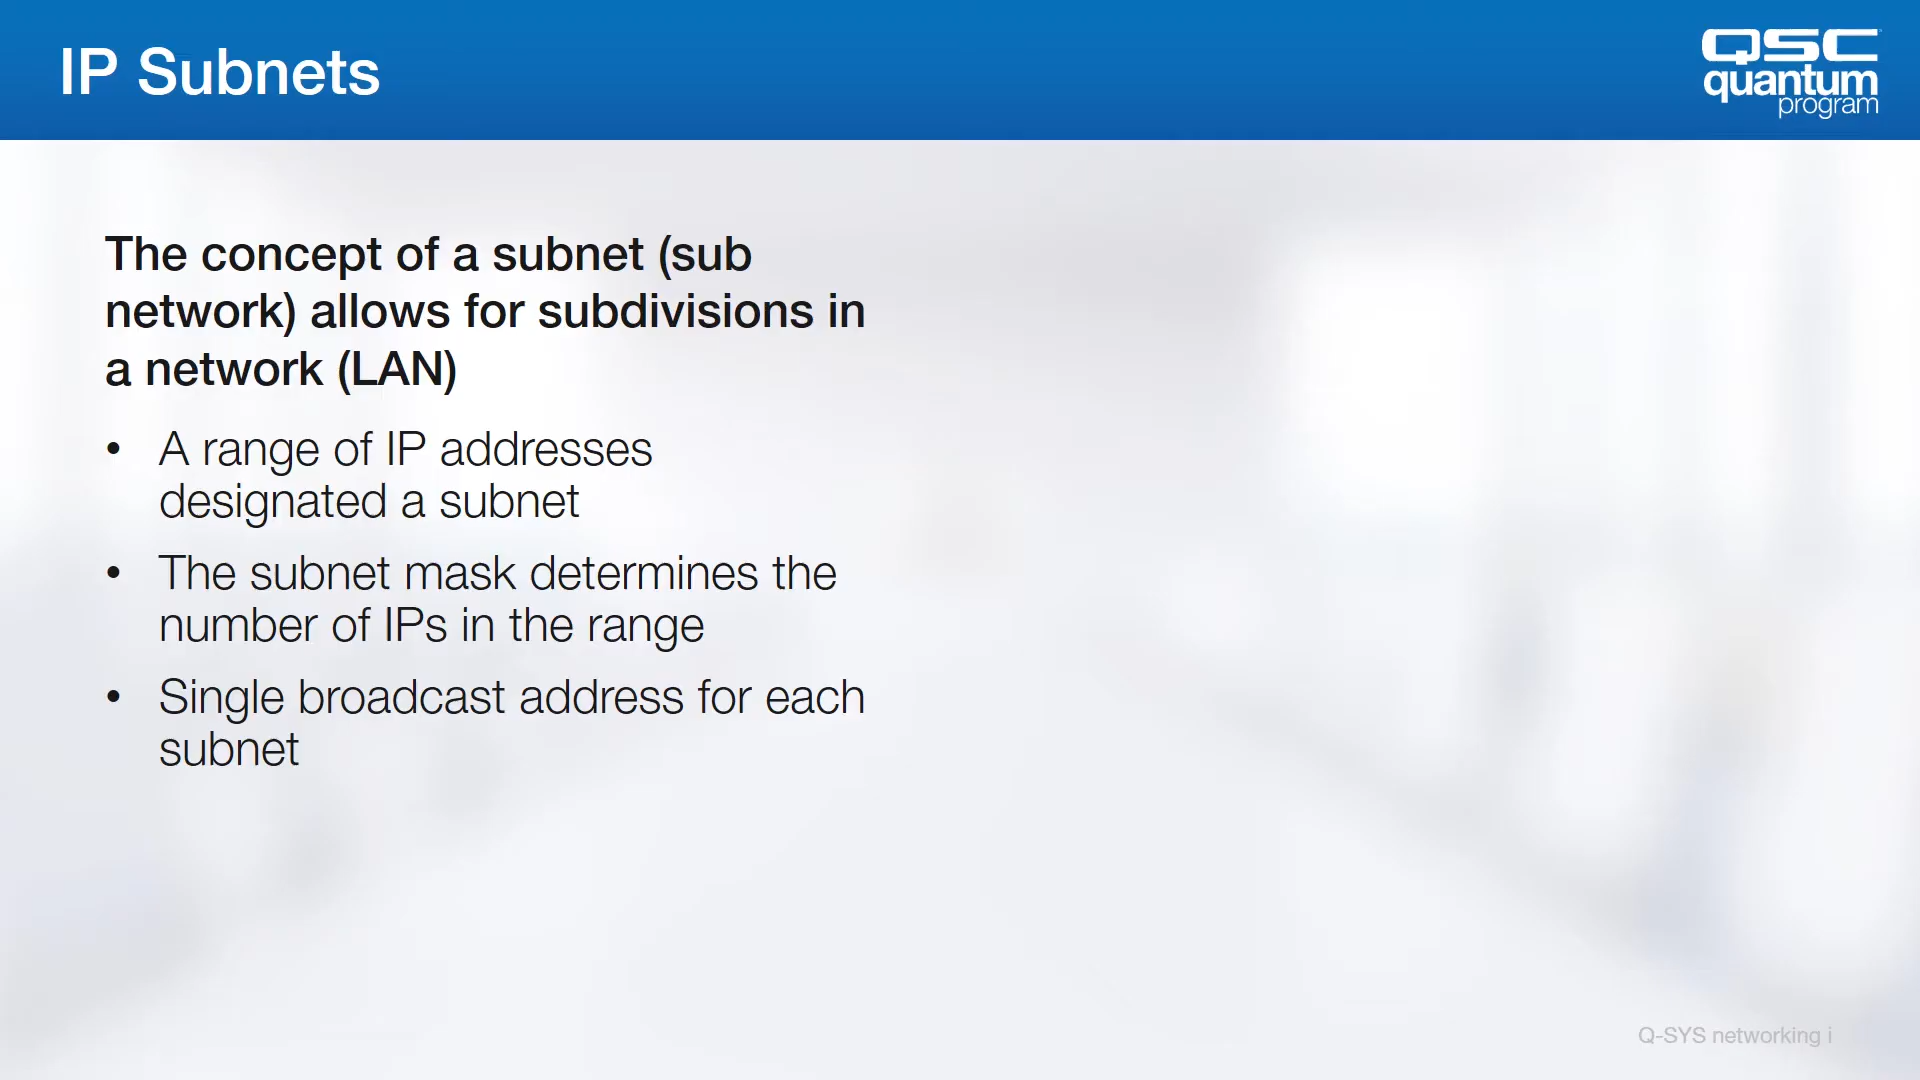 IP Subnets
QSC
quantum
program
The concept of a subnet (sub
network) allows for subdivisions in
a network (LAN)
• A range of IP addresses
designated a subnet
• The subnet mask determines the
number of IPs in the range
• Single broadcast address for each
subnet
Q-SYS networking i